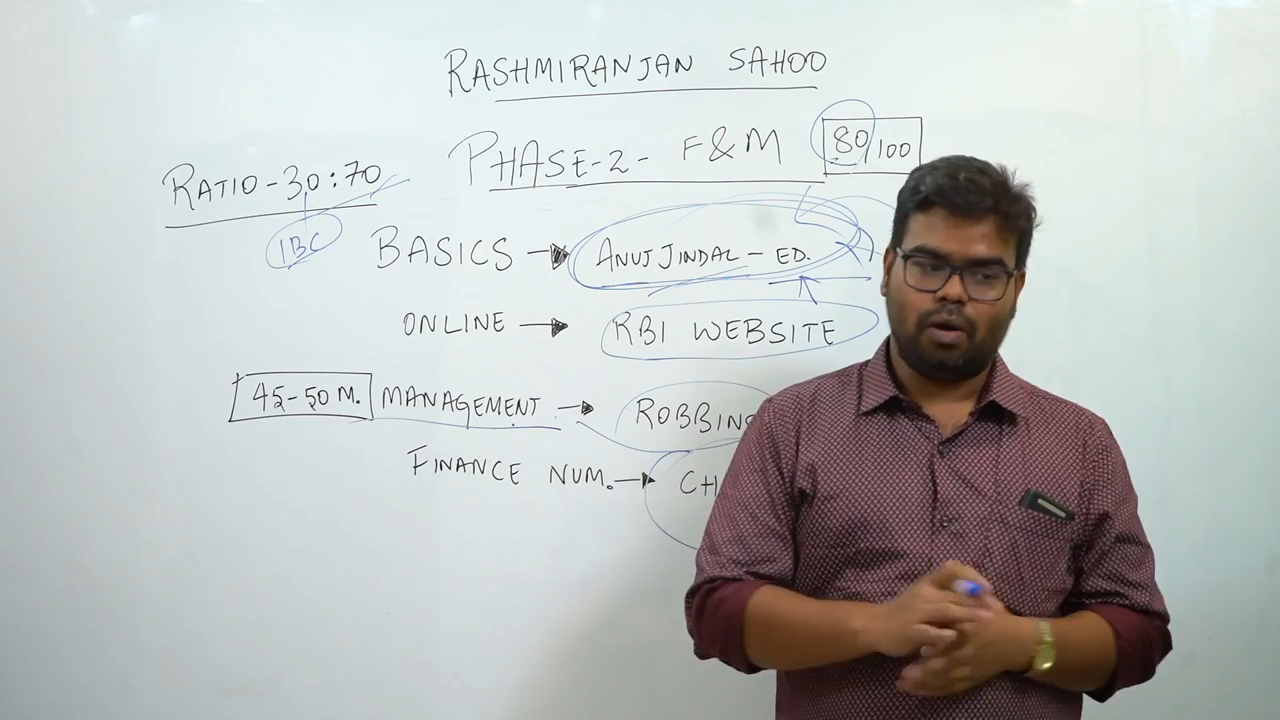 RASHMIRANJAN SAHOO
PHASE-2- F&M 80/100
RATIO-30:70
IBC
BASICS → ANUJ JINDAL - ED.
ONLINE → RBI WEBSITE
45-50 M. MANAGEMENT → ROBBINS
FINANCE NUM. →